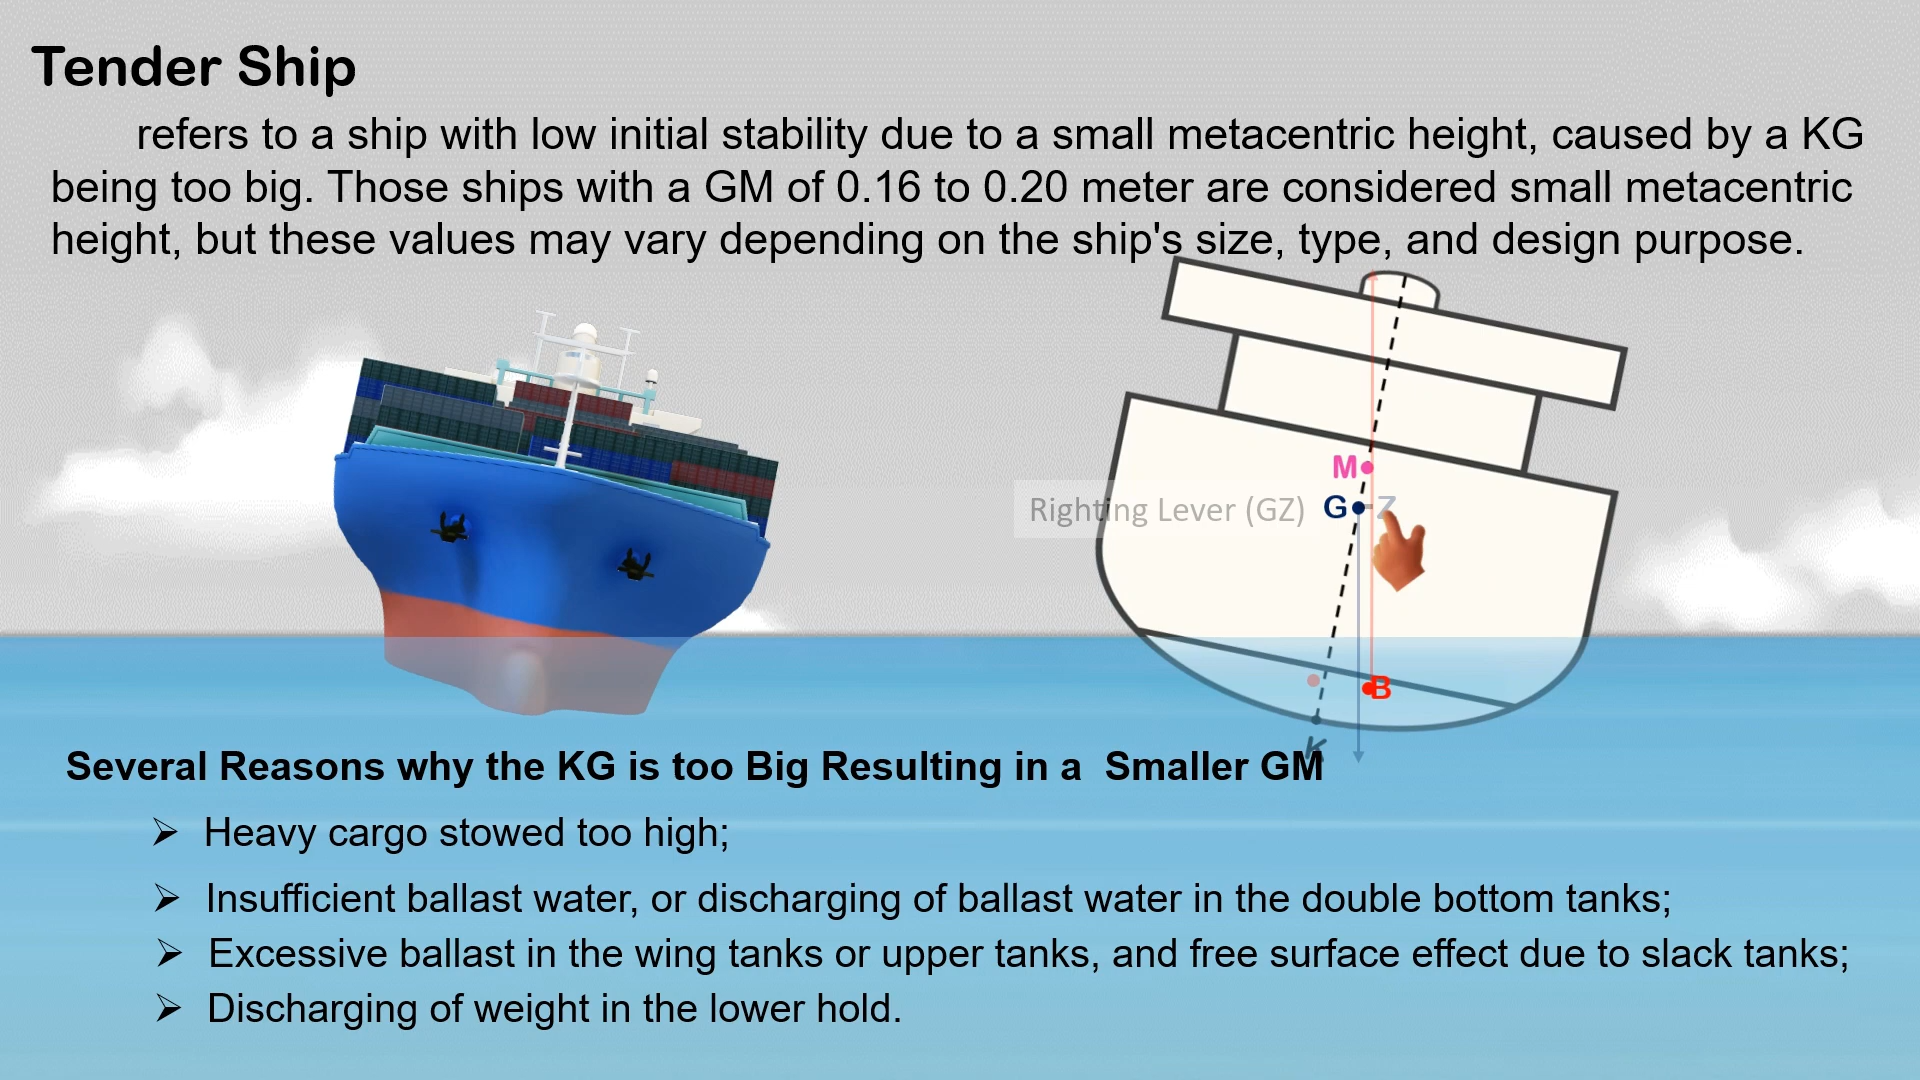 Tender Ship
refers to a ship with low initial stability due to a small metacentric height, caused by a KG
being too big. Those ships with a GM of 0.16 to 0.20 meter are considered small metacentric
height, but these values may vary depending on the ship's size, type, and design purpose.
M
Righting Lever (GZ) G Z
B
K
Several Reasons why the KG is too Big Resulting in a Smaller GM
➢ Heavy cargo stowed too high;
➢ Insufficient ballast water, or discharging of ballast water in the double bottom tanks;
➢ Excessive ballast in the wing tanks or upper tanks, and free surface effect due to slack tanks;
➢ Discharging of weight in the lower hold.